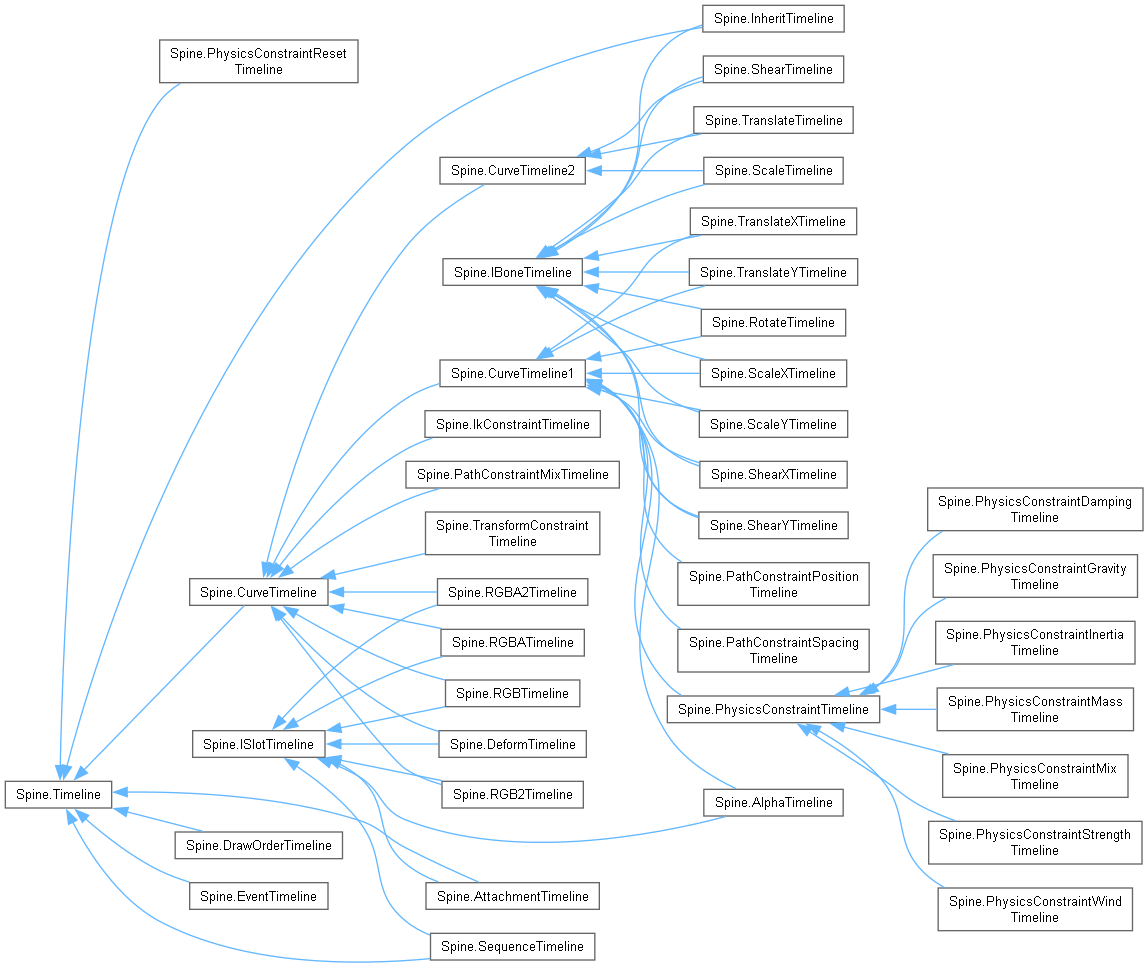 Spine.InheritTimeline
Spine.PhysicsConstraintReset
Timeline
Spine.ShearTimeline
Spine.TranslateTimeline
Spine.CurveTimeline2
Spine.ScaleTimeline
Spine.TranslateXTimeline
Spine.IBoneTimeline
Spine.TranslateYTimeline
Spine.RotateTimeline
Spine.CurveTimeline1
Spine.ScaleXTimeline
Spine.IkConstraintTimeline
Spine.ScaleYTimeline
Spine.PathConstraintMixTimeline
Spine.ShearXTimeline
Spine.PhysicsConstraintDamping
Timeline
Spine.TransformConstraint
Timeline
Spine.ShearYTimeline
Spine.PhysicsConstraintGravity
Timeline
Spine.PathConstraintPosition
Timeline
Spine.CurveTimeline
Spine.RGBA2Timeline
Spine.PhysicsConstraintInertia
Timeline
Spine.RGBATimeline
Spine.PathConstraintSpacing
Timeline
Spine.RGBTimeline
Spine.PhysicsConstraintTimeline
Spine.PhysicsConstraintMass
Timeline
Spine.ISlotTimeline
Spine.DeformTimeline
Spine.PhysicsConstraintMix
Timeline
Spine.Timeline
Spine.RGB2Timeline
Spine.AlphaTimeline
Spine.DrawOrderTimeline
Spine.PhysicsConstraintStrength
Timeline
Spine.EventTimeline
Spine.AttachmentTimeline
Spine.PhysicsConstraintWind
Timeline
Spine.SequenceTimeline